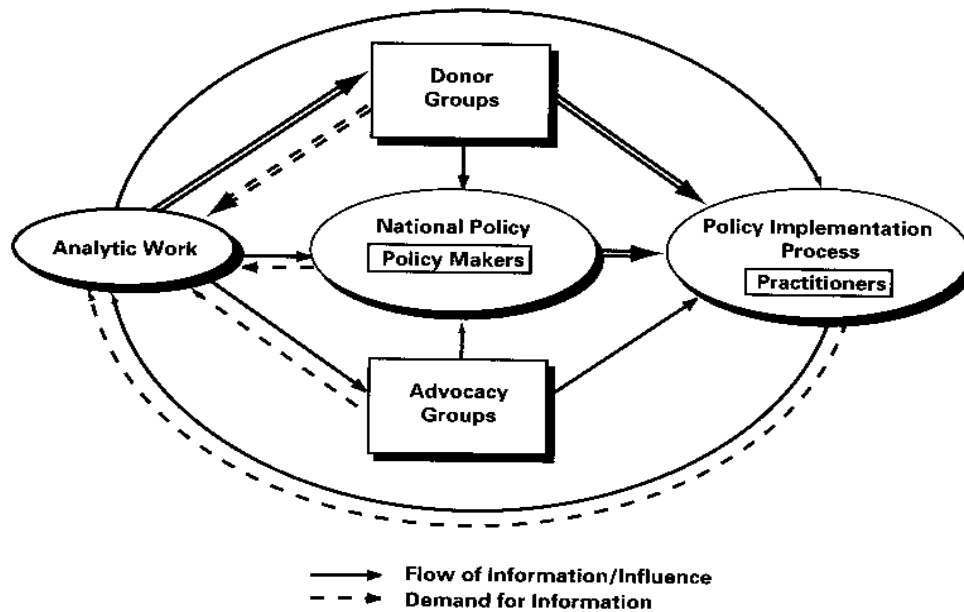 Donor
Groups
Analytic Work
National Policy
Policy Makers
Policy Implementation
Process
Practitioners
Advocacy
Groups
Flow of Information/Influence
Demand for Information